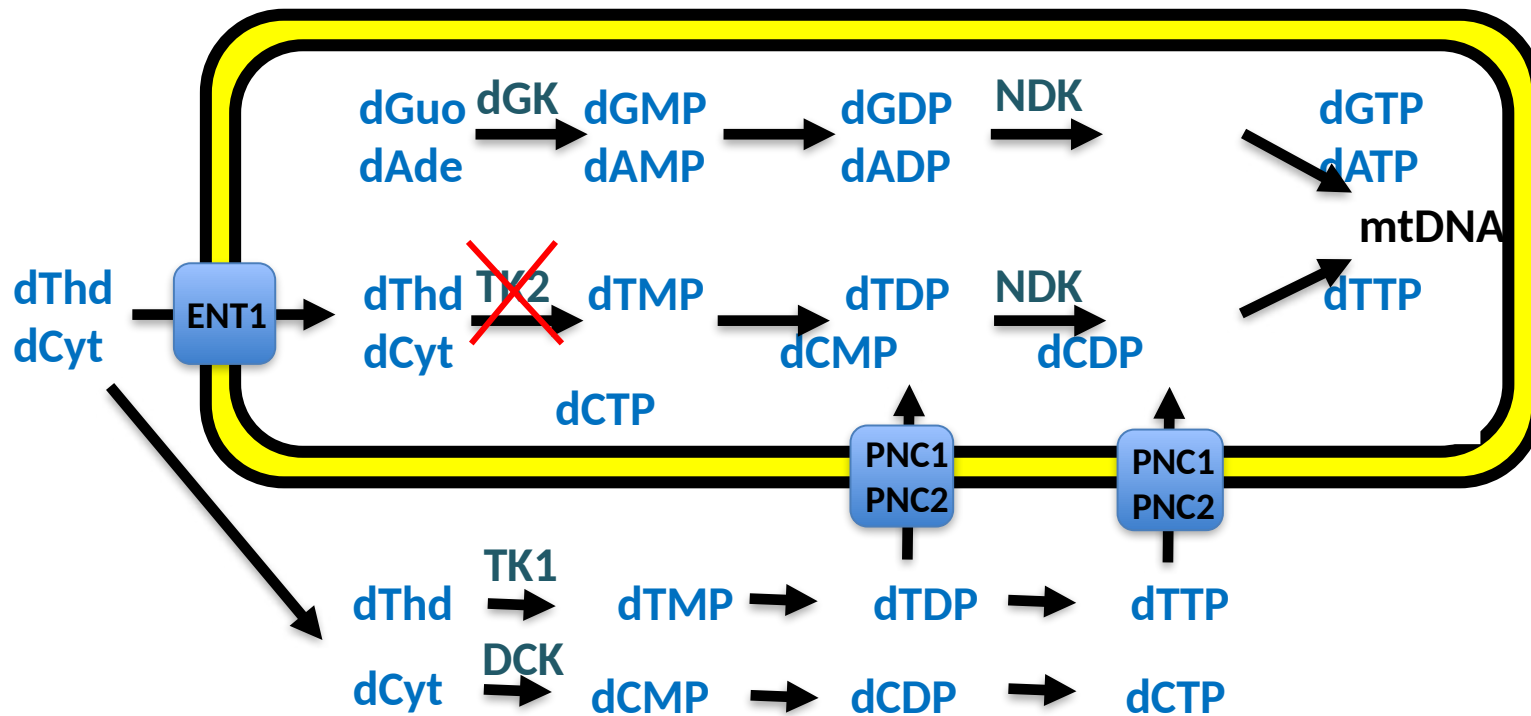 dGuo dGK dGMP dGDP NDK dGTP
dAde dAMP dADP dATP
mtDNA
dThd ENT1 dThd TK2 dTMP dTDP NDK dTTP
dCyt dCyt dCMP dCDP
dCTP
PNC1 PNC1
PNC2 PNC2
TK1
dThd dTMP dTDP dTTP
DCK
dCyt dCMP dCDP dCTP